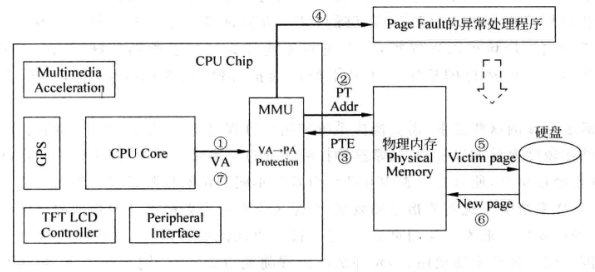 ④
Page Fault的异常处理程序
CPU Chip
Multimedia
Acceleration
MMU
②
PT
Addr
硬盘
GPS
CPU Core
①
VA
⑦
VA→PA
Protection
PTE
③
物理内存
Physical
Memory
⑤
Victim page
New page
⑥
TFT LCD
Controller
Peripheral
Interface